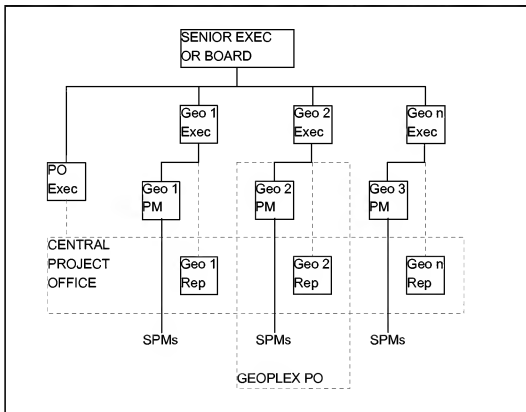 SENIOR EXEC
OR BOARD
Geo 1
Exec
Geo 2
Exec
Geo n
Exec
PO
Exec
Geo 1
PM
Geo 2
PM
Geo 3
PM
CENTRAL
PROJECT
OFFICE
Geo 1
Rep
Geo 2
Rep
Geo n
Rep
SPMs
SPMs
SPMs
GEOPLEX PO